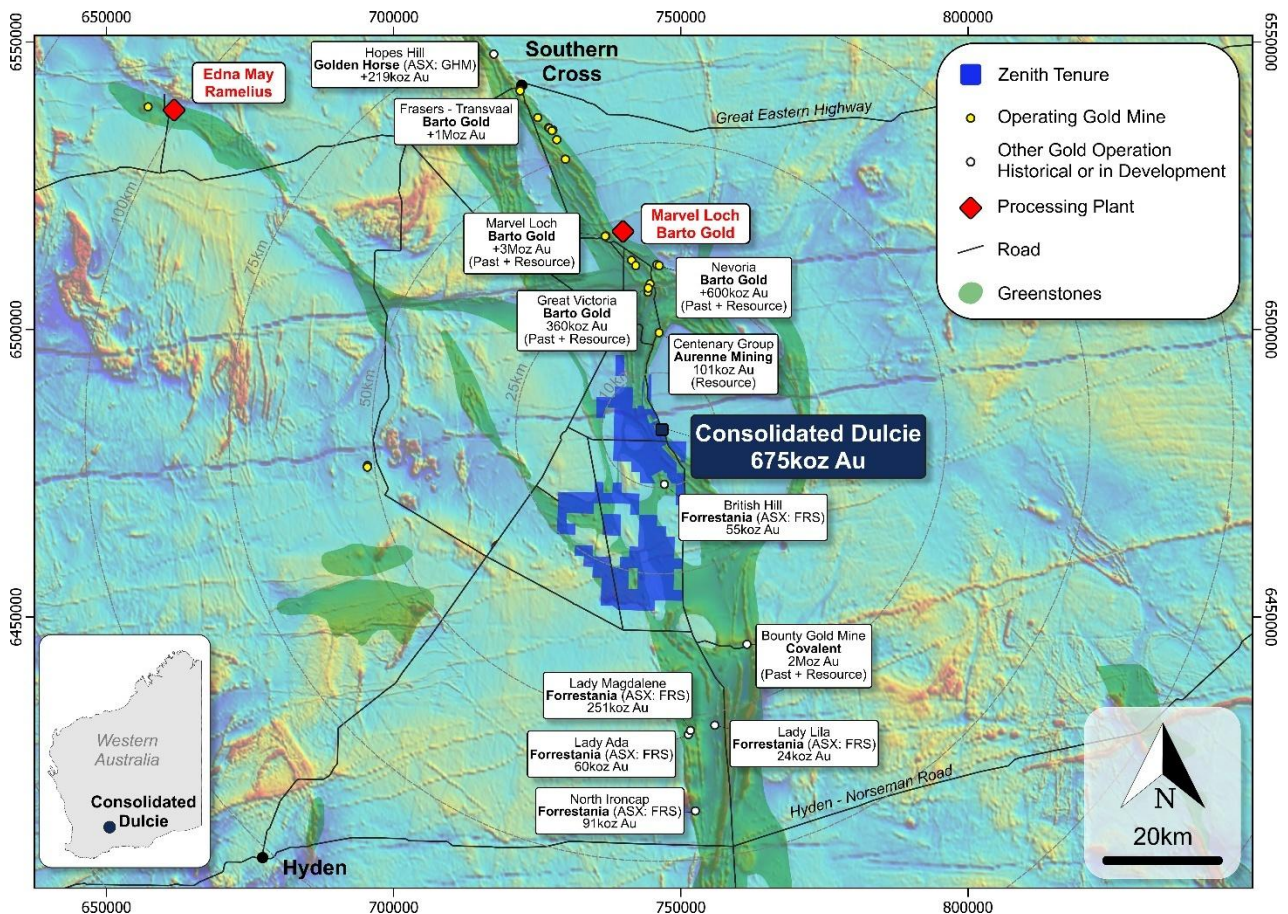 650000
700000
750000
800000
6550000
6550000
Hopes Hill
Golden Horse (ASX: GHM)
+219koz Au
Southern
Cross
Edna May
Ramelius
Frasers - Transvaal
Barto Gold
+1Moz Au
Great Eastern Highway
Zenith Tenure
Operating Gold Mine
Other Gold Operation
Historical or in Development
Processing Plant
Road
Greenstones
100km
75km
50km
25km
10km
Marvel Loch
Barto Gold
+3Moz Au
(Past + Resource)
Marvel Loch
Barto Gold
Nevoria
Barto Gold
+600koz Au
(Past + Resource)
Great Victoria
Barto Gold
360koz Au
(Past + Resource)
6500000
6500000
Centenary Group
Aurenne Mining
101koz Au
(Resource)
Consolidated Dulcie
675koz Au
British Hill
Forrestania (ASX: FRS)
55koz Au
6450000
6450000
Bounty Gold Mine
Covalent
2Moz Au
(Past + Resource)
Lady Magdalene
Forrestania (ASX: FRS)
251koz Au
Lady Ada
Forrestania (ASX: FRS)
60koz Au
Lady Lila
Forrestania (ASX: FRS)
24koz Au
North Ironcap
Forrestania (ASX: FRS)
91koz Au
Hyden - Norseman Road
Western
Australia
Consolidated
Dulcie
Hyden
N
20km
650000
700000
750000
800000